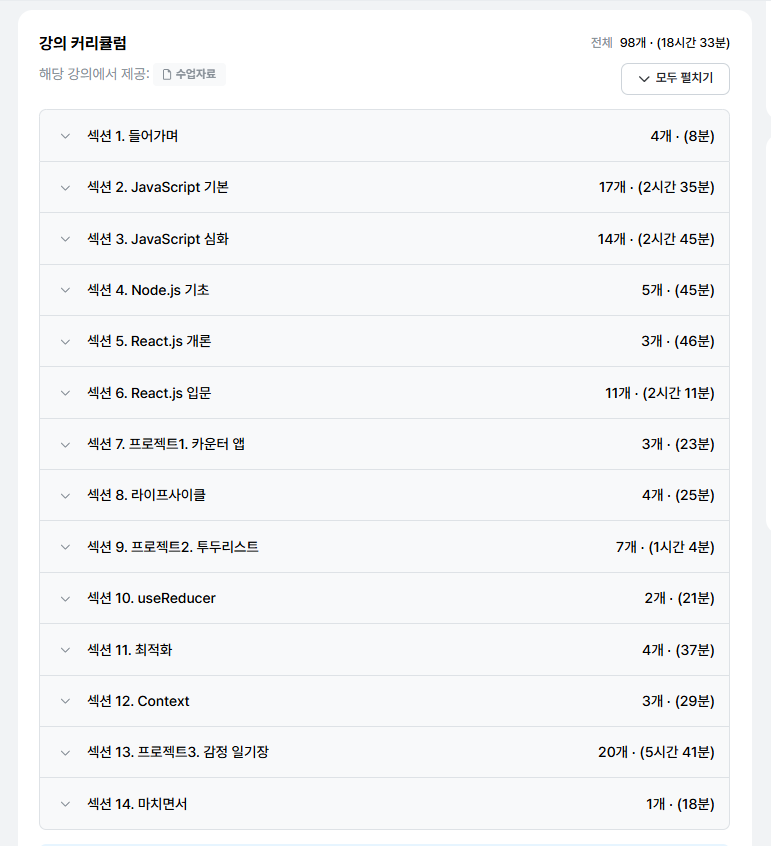 강의 커리큘럼
전체 98개 · (18시간 33분)
해당 강의에서 제공: 수업자료
모두 펼치기
섹션 1. 들어가며 4개 · (8분)
섹션 2. JavaScript 기본 17개 · (2시간 35분)
섹션 3. JavaScript 심화 14개 · (2시간 45분)
섹션 4. Node.js 기초 5개 · (45분)
섹션 5. React.js 개론 3개 · (46분)
섹션 6. React.js 입문 11개 · (2시간 11분)
섹션 7. 프로젝트1. 카운터 앱 3개 · (23분)
섹션 8. 라이프사이클 4개 · (25분)
섹션 9. 프로젝트2. 투두리스트 7개 · (1시간 4분)
섹션 10. useReducer 2개 · (21분)
섹션 11. 최적화 4개 · (37분)
섹션 12. Context 3개 · (29분)
섹션 13. 프로젝트3. 감정 일기장 20개 · (5시간 41분)
섹션 14. 마치면서 1개 · (18분)